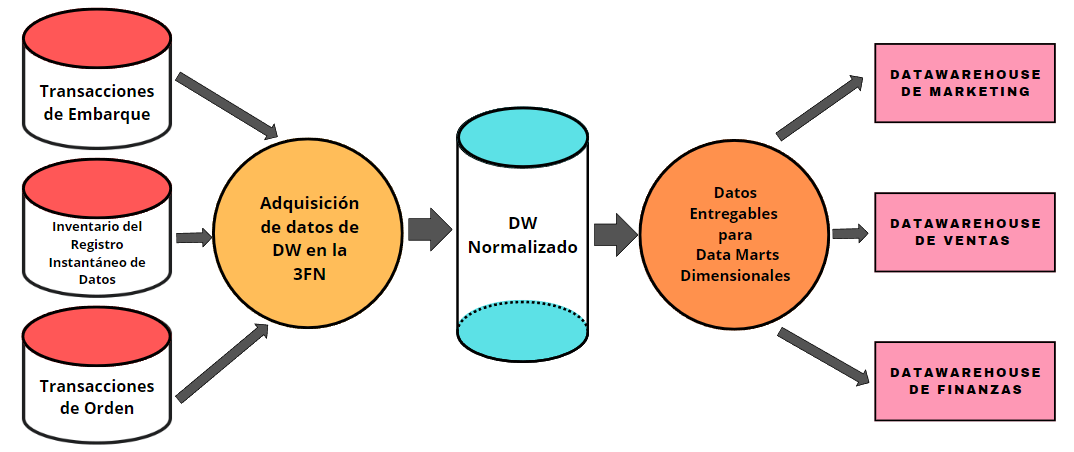 Transacciones
de Embarque
Inventario del
Registro
Instantáneo de
Datos
Transacciones
de Orden
Adquisición
de datos de
DW en la
3FN
DW
Normalizado
Datos
Entregables
para
Data Marts
Dimensionales
DATAWAREHOUSE
DE MARKETING
DATAWAREHOUSE
DE VENTAS
DATAWAREHOUSE
DE FINANZAS